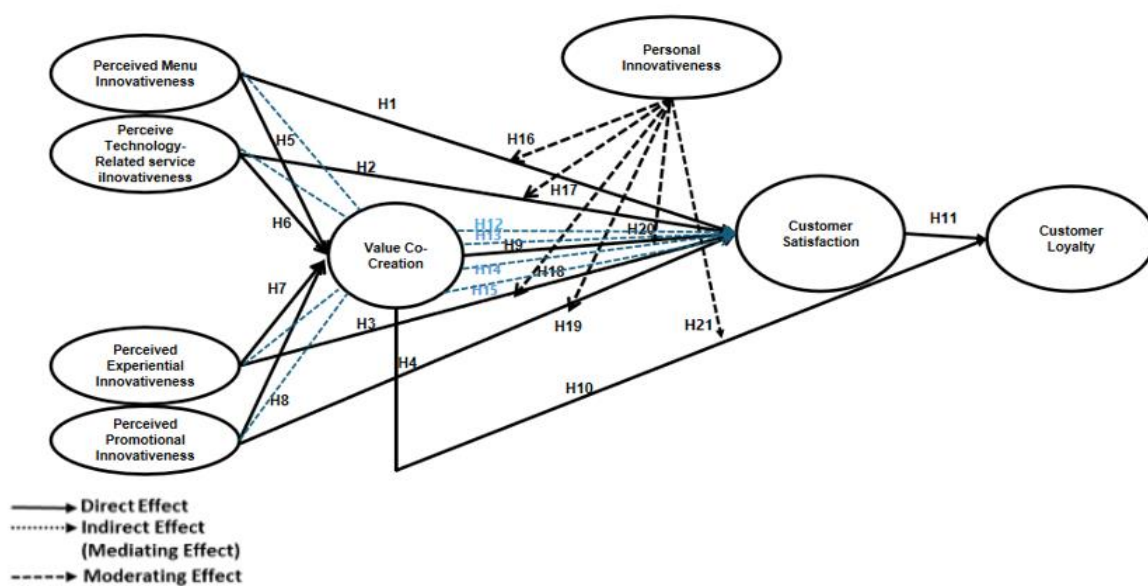 Perceived Menu
Innovativeness
Personal
Innovativeness
Perceive
Technology-
Related service
iInovativeness
H1
H16
H5
H2
H17
H6
Value Co-
Creation
H12
H13
H9
H20
Customer
Satisfaction
H11
Customer
Loyalty
H14
H18
H15
H7
H3
H19
H21
Perceived
Experiential
Innovativeness
H4
H10
H8
Perceived
Promotional
Innovativeness
Direct Effect
Indirect Effect
(Mediating Effect)
Moderating Effect